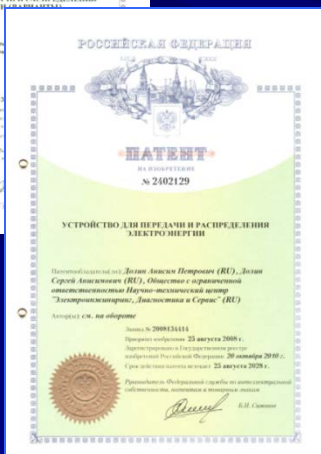 (ВАРИАНТЫ)
РОССИЙСКАЯ ФЕДЕРАЦИЯ
ПАТЕНТ
НА ИЗОБРЕТЕНИЕ
№ 2402129
УСТРОЙСТВО ДЛЯ ПЕРЕДАЧИ И РАСПРЕДЕЛЕНИЯ
ЭЛЕКТРОЭНЕРГИИ
Патентообладатель(ли): Долин Анисим Петрович (RU), Долин
Сергей Анисимович (RU), Общество с ограниченной
ответственностью Научно-технический центр
"Электроинжиниринг, Диагностика и Сервис" (RU)
Автор(ы): см. на обороте
Заявка № 2008134414
Приоритет изобретения 25 августа 2008 г.
Зарегистрировано в Государственном реестре
изобретений Российской Федерации 20 октября 2010 г.
Срок действия патента истекает 25 августа 2028 г.
Руководитель Федеральной службы по интеллектуальной
собственности, патентам и товарным знакам
Б.П. Симонов